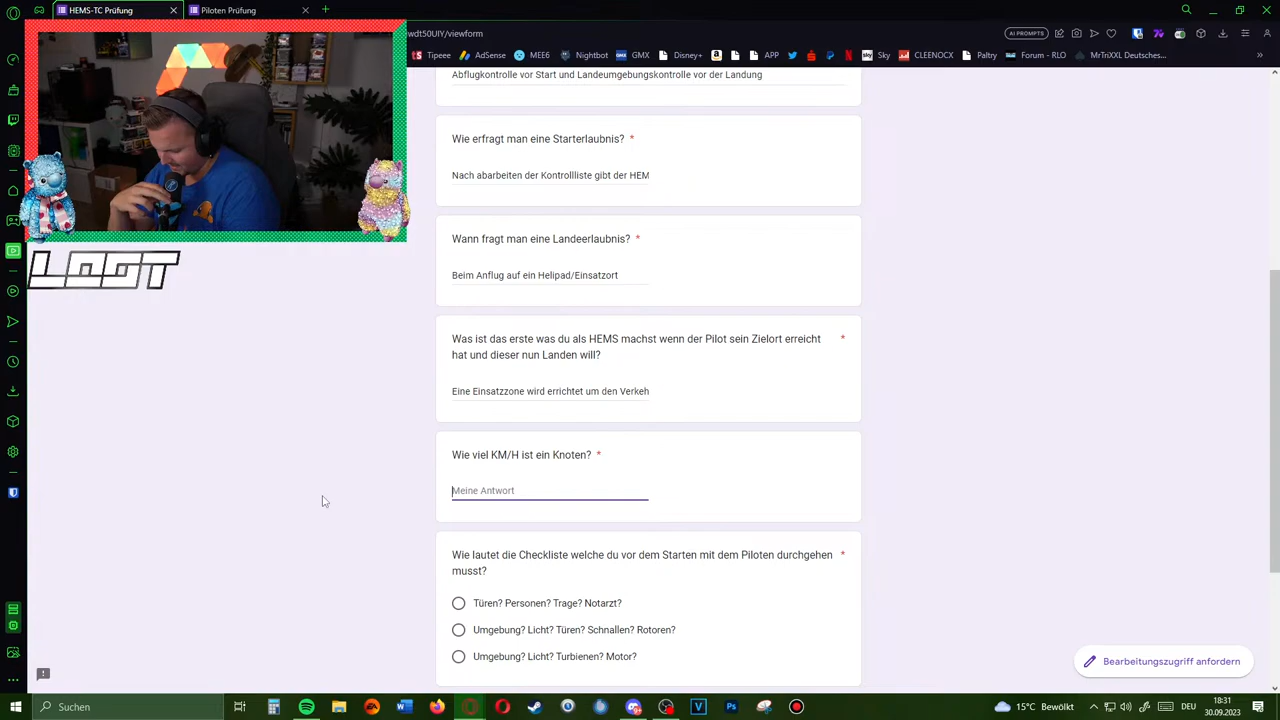 HEMS-TC Prüfung
Piloten Prüfung
wdt50UIY/viewform
AI PROMPTS
Tipeee
AdSense
MEE6
Nightbot
GMX
Disney+
APP
Sky
CLEENOCX
Paltry
Forum - RLO
MrTrixXL Deutsches...
Abflugkontrolle vor Start und Landeumgebungskontrolle vor der Landung
Wie erfragt man eine Starterlaubnis? *
Nach abarbeiten der Kontrollliste gibt der HEM
Wann fragt man eine Landeerlaubnis? *
Beim Anflug auf ein Helipad/Einsatzort
LOOT
Was ist das erste was du als HEMS machst wenn der Pilot sein Zielort erreicht *
hat und dieser nun Landen will?
Eine Einsatzzone wird errichtet um den Verkeh
Wie viel KM/H ist ein Knoten? *
Meine Antwort
Wie lautet die Checkliste welche du vor dem Starten mit dem Piloten durchgehen *
musst?
Türen? Personen? Trage? Notarzt?
Umgebung? Licht? Türen? Schnallen? Rotoren?
Umgebung? Licht? Turbienen? Motor?
Bearbeitungszugriff anfordern
Suchen
15°C Bewölkt
DEU
18:31
30.09.2023